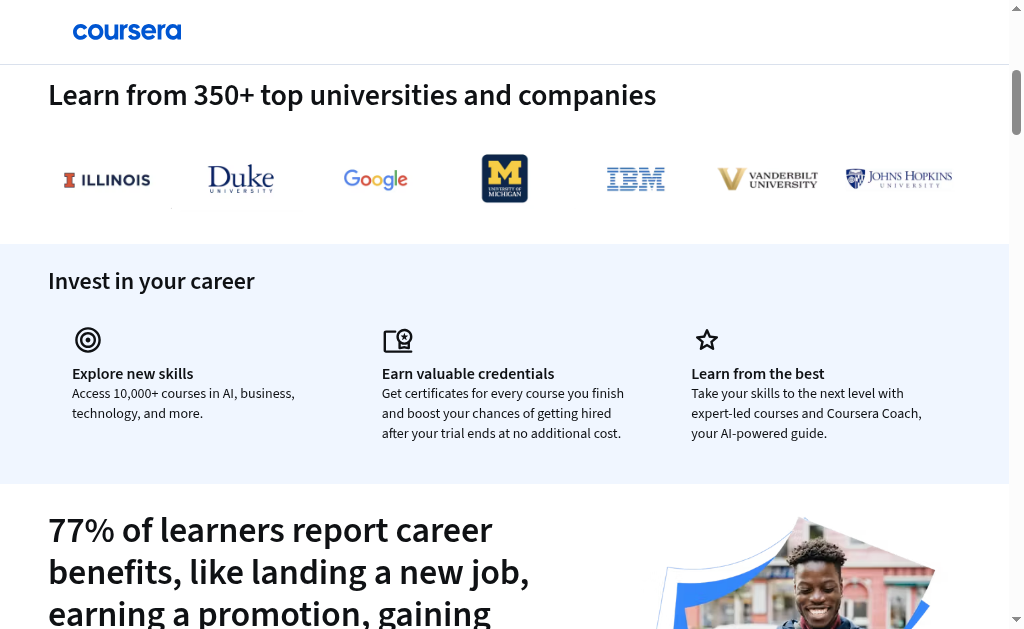 coursera
Learn from 350+ top universities and companies
I ILLINOIS
Duke
UNIVERSITY
Google
M
UNIVERSITY OF
MICHIGAN
IBM
V VANDERBILT
UNIVERSITY
JOHNS HOPKINS
UNIVERSITY
Invest in your career
Explore new skills
Access 10,000+ courses in AI, business,
technology, and more.
Earn valuable credentials
Get certificates for every course you finish
and boost your chances of getting hired
after your trial ends at no additional cost.
Learn from the best
Take your skills to the next level with
expert-led courses and Coursera Coach,
your AI-powered guide.
77% of learners report career
benefits, like landing a new job,
earning a promotion, gaining